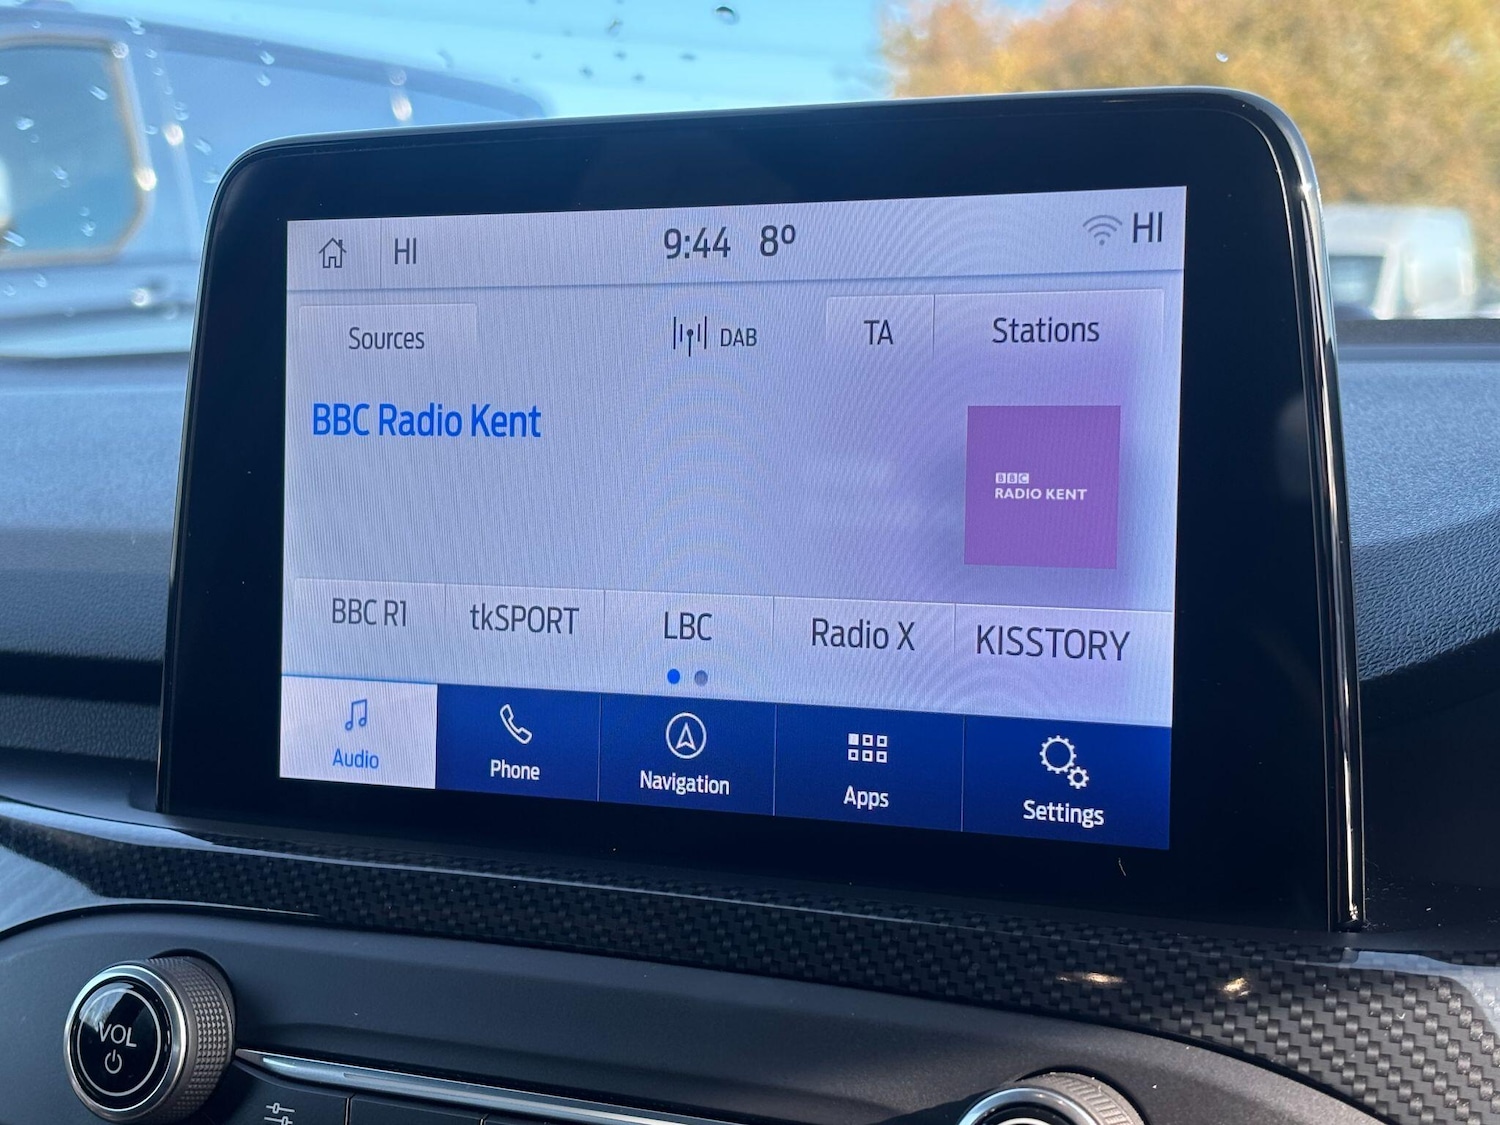 HI 9:44 8º HI
Sources DAB TA Stations
BBC Radio Kent
BBC
RADIO KENT
BBC R1 tkSPORT LBC Radio X KISSTORY
Audio Phone Navigation Apps Settings
VOL